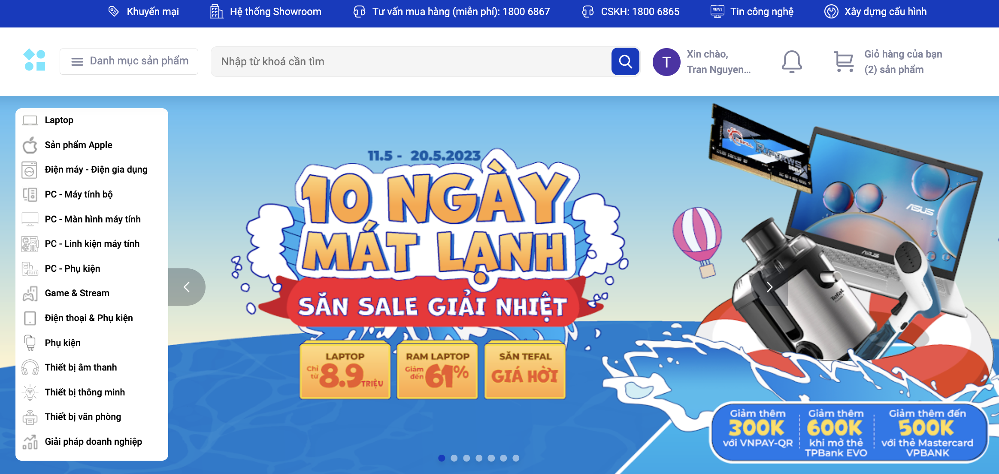 Khuyến mại
Hệ thống Showroom
Tư vấn mua hàng (miễn phí): 1800 6867
CSKH: 1800 6865
NEWS
Tin công nghệ
Xây dựng cấu hình
Danh mục sản phẩm
Nhập từ khoá cần tìm
T
Xin chào,
Tran Nguyen...
Giỏ hàng của bạn
(2) sản phẩm
Laptop
Sản phẩm Apple
Điện máy - Điện gia dụng
PC - Máy tính bộ
PC - Màn hình máy tính
PC - Linh kiện máy tính
PC - Phụ kiện
Game & Stream
Điện thoại & Phụ kiện
Phụ kiện
Thiết bị âm thanh
Thiết bị thông minh
Thiết bị văn phòng
Giải pháp doanh nghiệp
11.5 - 20.5.2023
10 NGÀY
MÁT LẠNH
SĂN SALE GIẢI NHIỆT
LAPTOP
Chỉ từ 8.9 TRIỆU
RAM LAPTOP
Giảm đến 61%
SĂN TEFAL
GIÁ HỜI
G.SKILL
RIPJAWS
DDR4
ASUS
ASUS
Tefal
Giảm thêm
300K
với VNPAY-QR
Giảm thêm
600K
khi mở thẻ
TPBank EVO
Giảm thêm đến
500K
với thẻ Mastercard
VPBANK